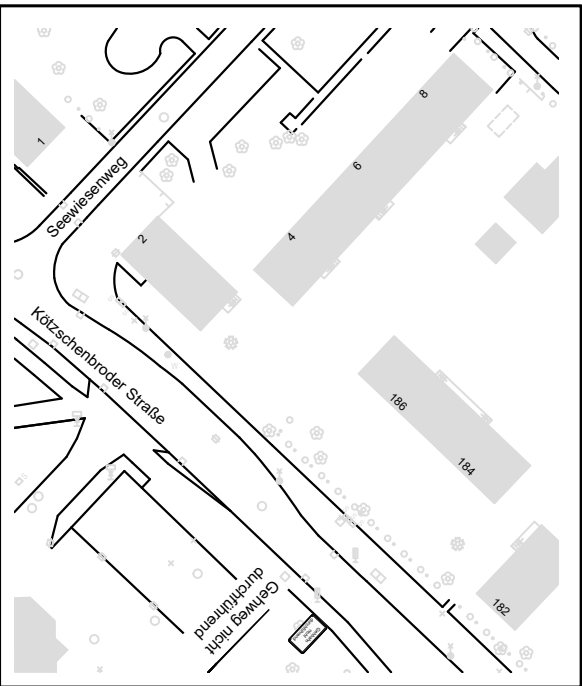 1
Seewiesenweg
2
4
6
8
Kötzschenbroder Straße
186
184
182
Gehweg nicht
durchführend